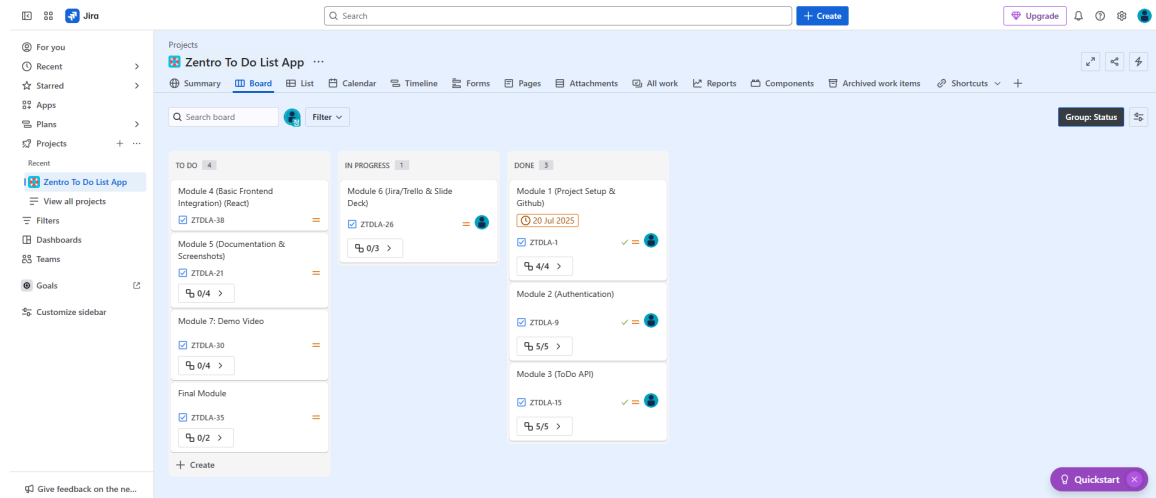 Jira
Search
+ Create
Upgrade
For you
Recent
Starred
Apps
Plans
Projects
Recent
Zentro To Do List App
View all projects
Filters
Dashboards
Teams
Goals
Customize sidebar
Give feedback on the ne...
Projects
Zentro To Do List App ...
Summary Board List Calendar Timeline Forms Pages Attachments All work Reports Components Archived work items Shortcuts
Search board
Filter
Group: Status
TO DO 4
Module 4 (Basic Frontend
Integration) (React)
ZTDLA-38
Module 5 (Documentation &
Screenshots)
ZTDLA-21
0/4
Module 7: Demo Video
ZTDLA-30
0/4
Final Module
ZTDLA-35
0/2
+ Create
IN PROGRESS 1
Module 6 (Jira/Trello & Slide
Deck)
ZTDLA-26
0/3
DONE 3
Module 1 (Project Setup &
Github)
20 Jul 2025
ZTDLA-1
4/4
Module 2 (Authentication)
ZTDLA-9
5/5
Module 3 (ToDo API)
ZTDLA-15
5/5
Quickstart